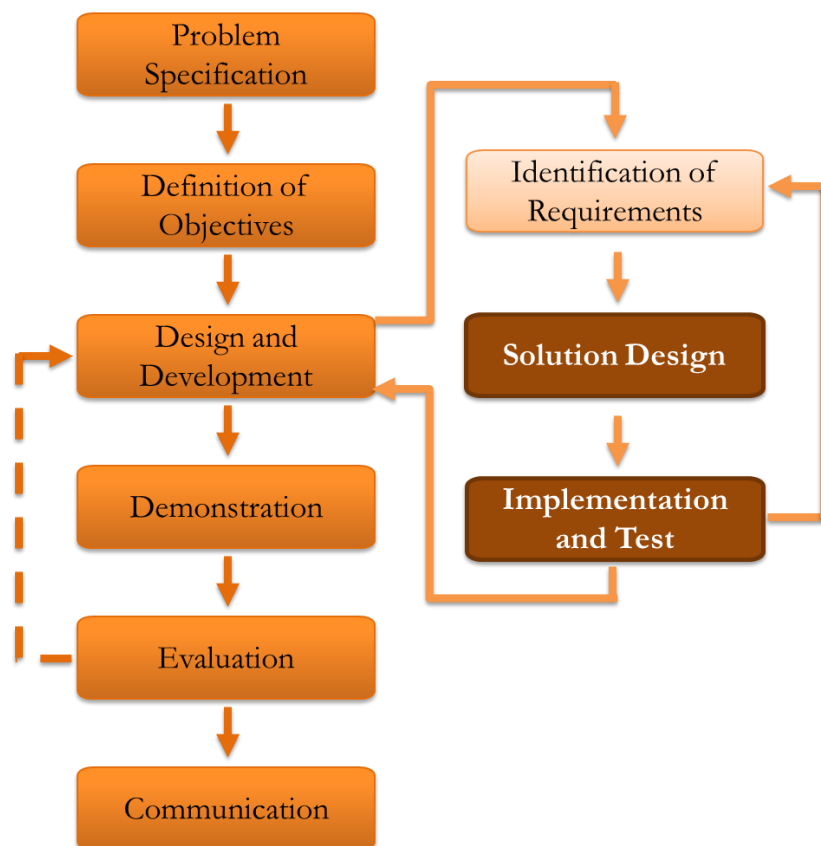 Problem
Specification
Definition of
Objectives
Design and
Development
Demonstration
Evaluation
Communication
Identification of
Requirements
Solution Design
Implementation
and Test